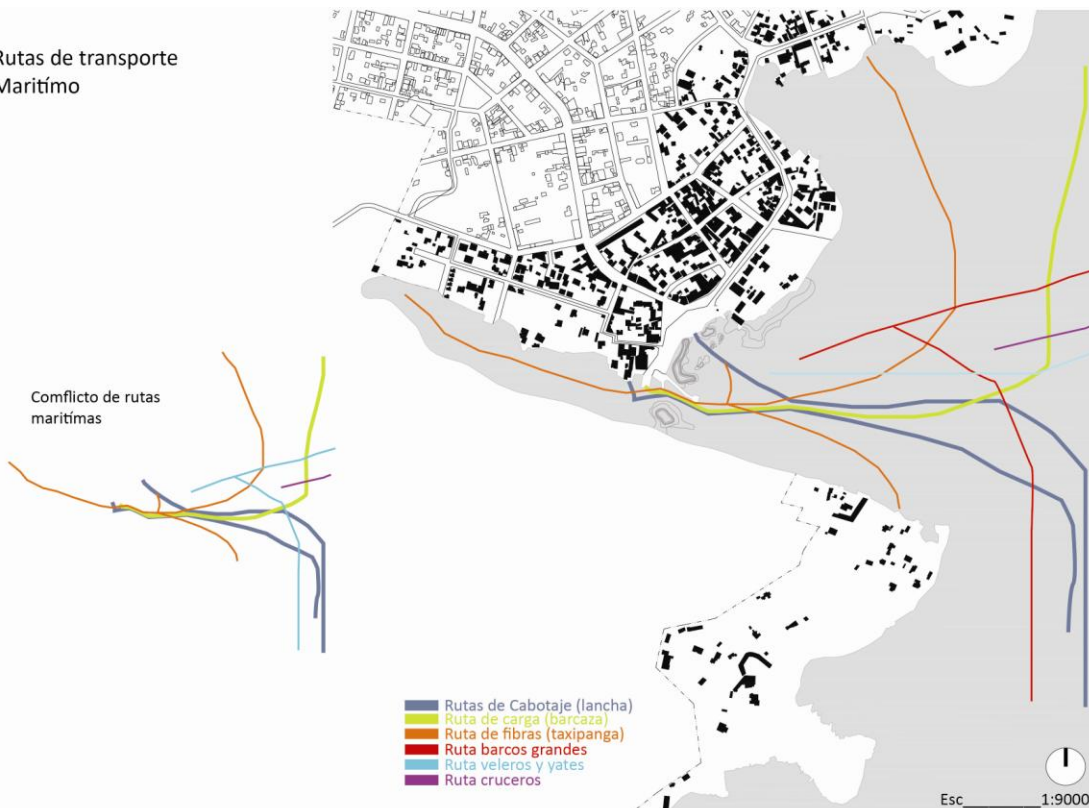 Rutas de transporte
Maritímo
Comflicto de rutas
maritímas
Rutas de Cabotaje (lancha)
Ruta de carga (barcaza)
Ruta de fibras (taxipanga)
Ruta barcos grandes
Ruta veleros y yates
Ruta cruceros
Esc 1:9000